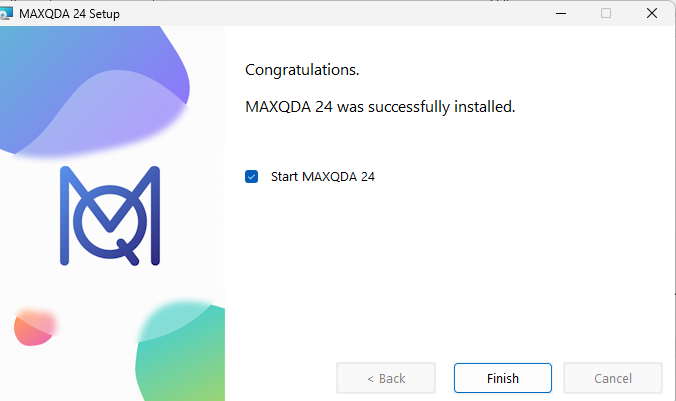 MAXQDA 24 Setup
Congratulations.
MAXQDA 24 was successfully installed.
Start MAXQDA 24
< Back
Finish
Cancel